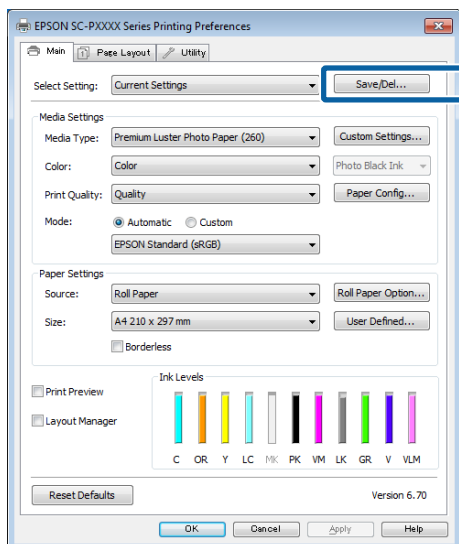 EPSON SC-PXXXX Series Printing Preferences
Main Page Layout Utility
Select Setting: Current Settings Save/Del...
Media Settings
Media Type: Premium Luster Photo Paper (260) Custom Settings...
Color: Color Photo Black Ink
Print Quality: Quality Paper Config...
Mode: Automatic Custom
EPSON Standard (sRGB)
Paper Settings
Source: Roll Paper Roll Paper Option...
Size: A4 210 x 297 mm User Defined...
Borderless
Ink Levels
Print Preview
Layout Manager
C OR Y LC MK PK VM LK GR V VLM
Reset Defaults Version 6.70
OK Cancel Apply Help